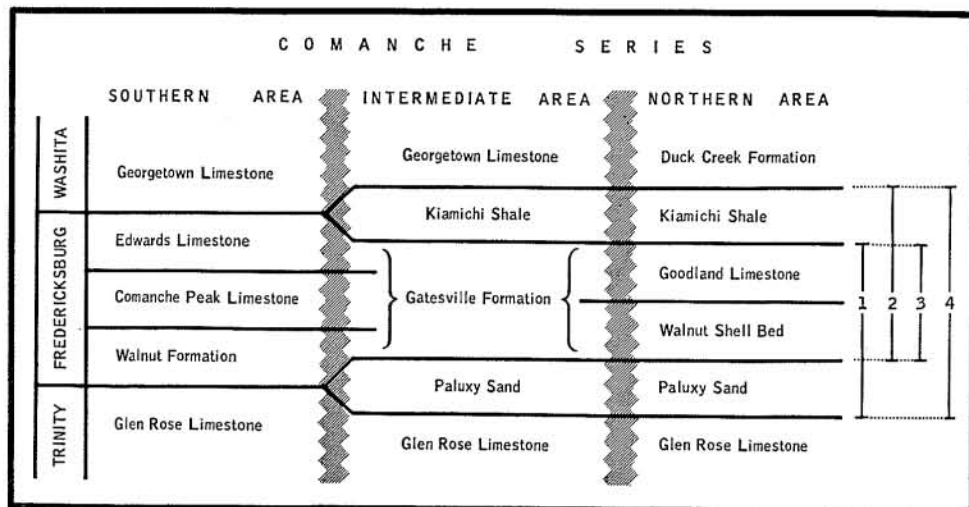 COMANCHE SERIES
SOUTHERN AREA INTERMEDIATE AREA NORTHERN AREA
WASHITA
FREDERICKSBURG
TRINITY
Georgetown Limestone
Edwards Limestone
Comanche Peak Limestone
Walnut Formation
Glen Rose Limestone
Georgetown Limestone
Kiamichi Shale
Gatesville Formation
Paluxy Sand
Glen Rose Limestone
Duck Creek Formation
Kiamichi Shale
Goodland Limestone
Walnut Shell Bed
Paluxy Sand
Glen Rose Limestone
1 2 3 4